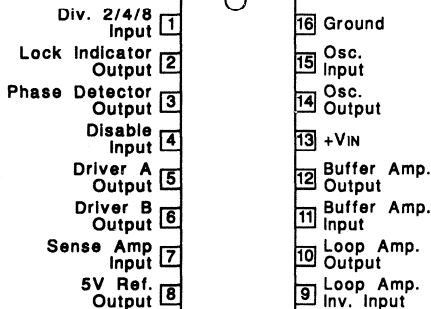 Div. 2/4/8
Input 1
Lock Indicator
Output 2
Phase Detector
Output 3
Disable
Input 4
Driver A
Output 5
Driver B
Output 6
Sense Amp
Input 7
5V Ref.
Output 8
16 Ground
Osc.
15 Input
Osc.
14 Output
13 +VIN
Buffer Amp.
12 Output
Buffer Amp.
11 Input
Loop Amp.
10 Output
Loop Amp.
9 Inv. Input